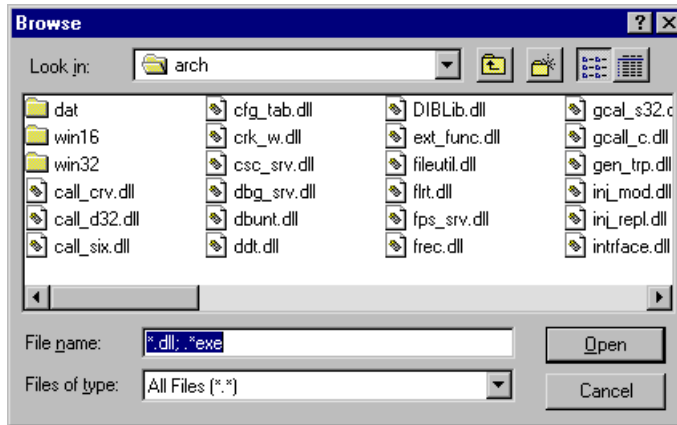 Browse
Look in: arch
dat cfg_tab.dll DIBLib.dll gcal_s32.d
win16 crk_w.dll ext_func.dll gcall_c.dll
win32 csc_srv.dll fileutil.dll gen_trp.dll
call_crv.dll dbg_srv.dll flrt.dll inj_mod.dll
call_d32.dll dbunt.dll fps_srv.dll inj_repl.dll
call_six.dll ddt.dll frec.dll intrface.dll
File name: *.dll; .*exe Open
Files of type: All Files (*.*) Cancel